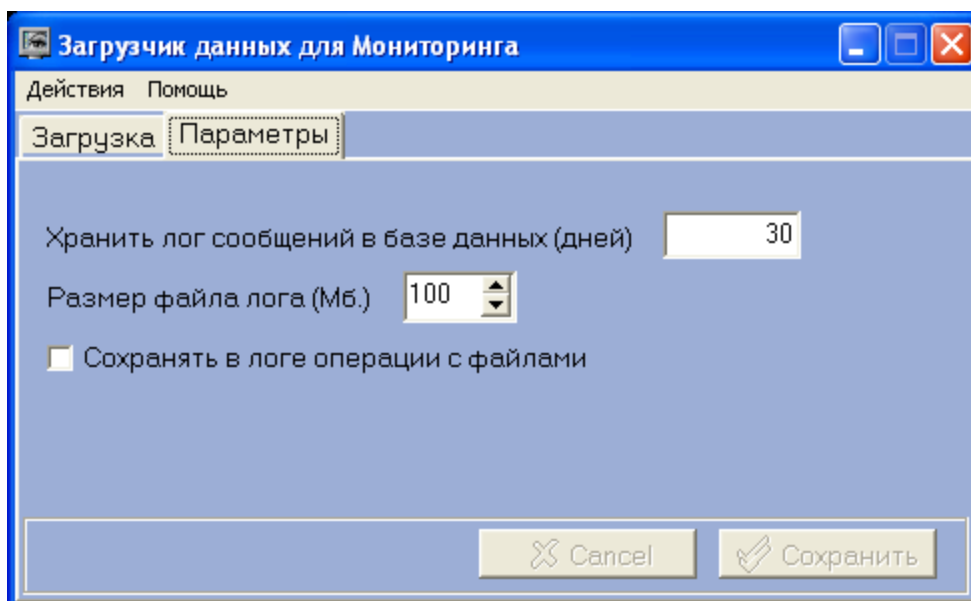 Загрузчик данных для Мониторинга
Действия Помощь
Загрузка Параметры
Хранить лог сообщений в базе данных (дней) 30
Размер файла лога (Мб.) 100
Сохранять в логе операции с файлами
Cancel Сохранить